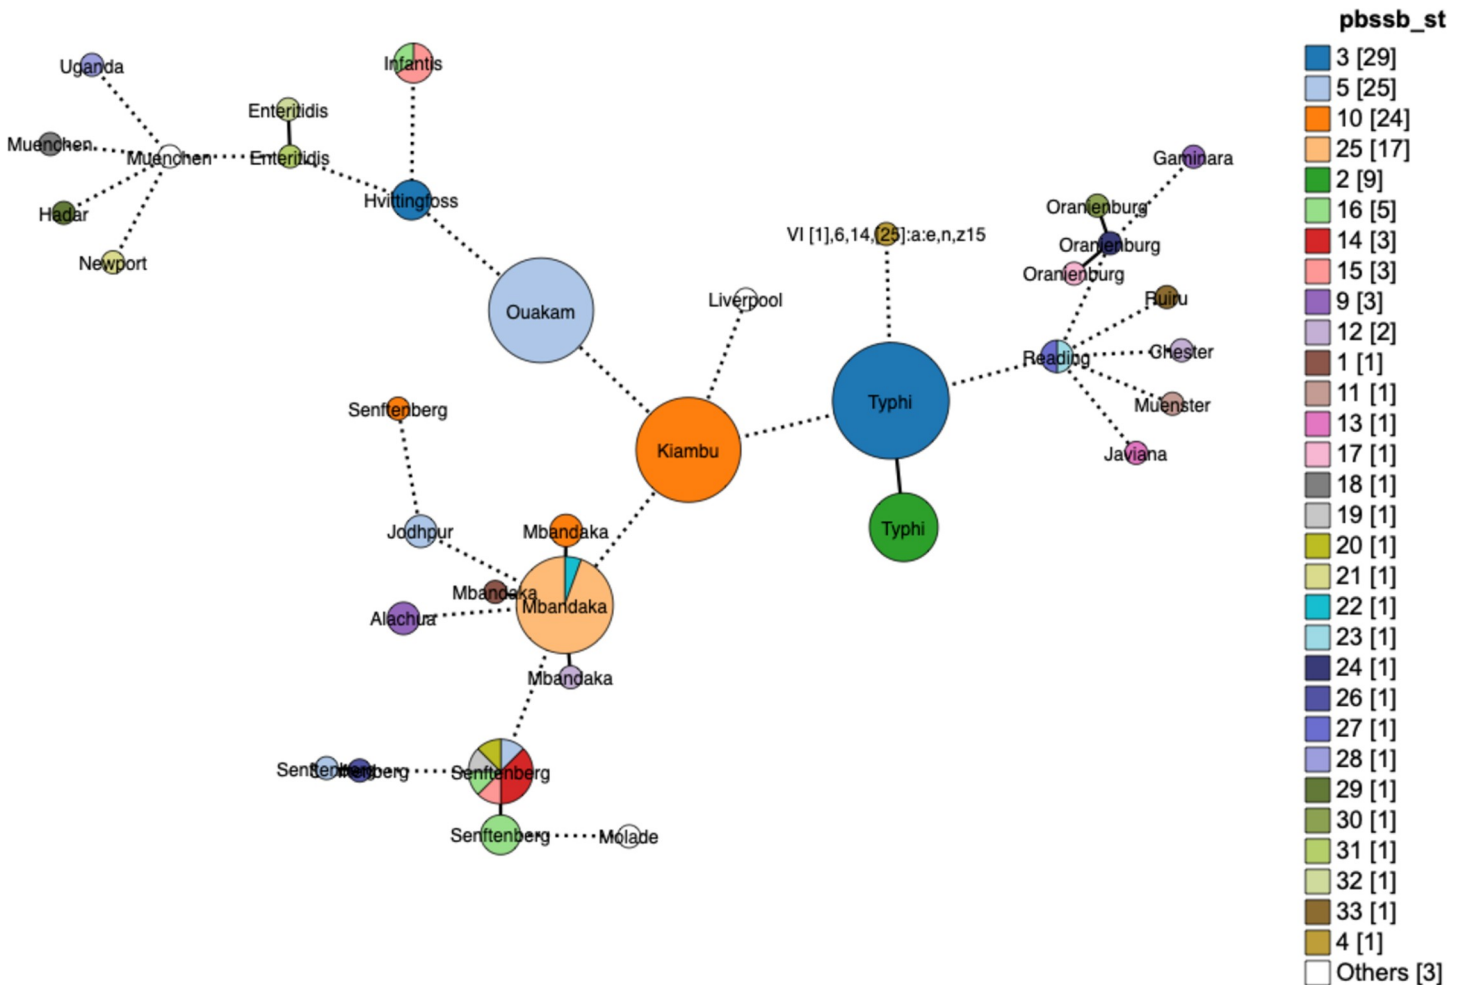 pbssb_st
3 [29]
5 [25]
10 [24]
25 [17]
2 [9]
16 [5]
14 [3]
15 [3]
9 [3]
12 [2]
1 [1]
11 [1]
13 [1]
17 [1]
18 [1]
19 [1]
20 [1]
21 [1]
22 [1]
23 [1]
24 [1]
26 [1]
27 [1]
28 [1]
29 [1]
30 [1]
31 [1]
32 [1]
33 [1]
4 [1]
Others [3]
Uganda
Infantis
Enteritidis
Muenchen
Muenchen
Enteritidis
Gaminara
Hvittingfoss
Hadar
Oranienburg
VI [1],6,14,[25]:a:e,n,z15
Oranienburg
Newport
Oranienburg
Liverpool
Ruiru
Ouakam
Reading
Chester
Typhi
Muenster
Senftenberg
Kiambu
Javiana
Typhi
Jodhpur
Mbandaka
Mbandaka
Mbandaka
Alachua
Mbandaka
Senftenberg
Senftenberg
Senftenberg
Senftenberg
Molade